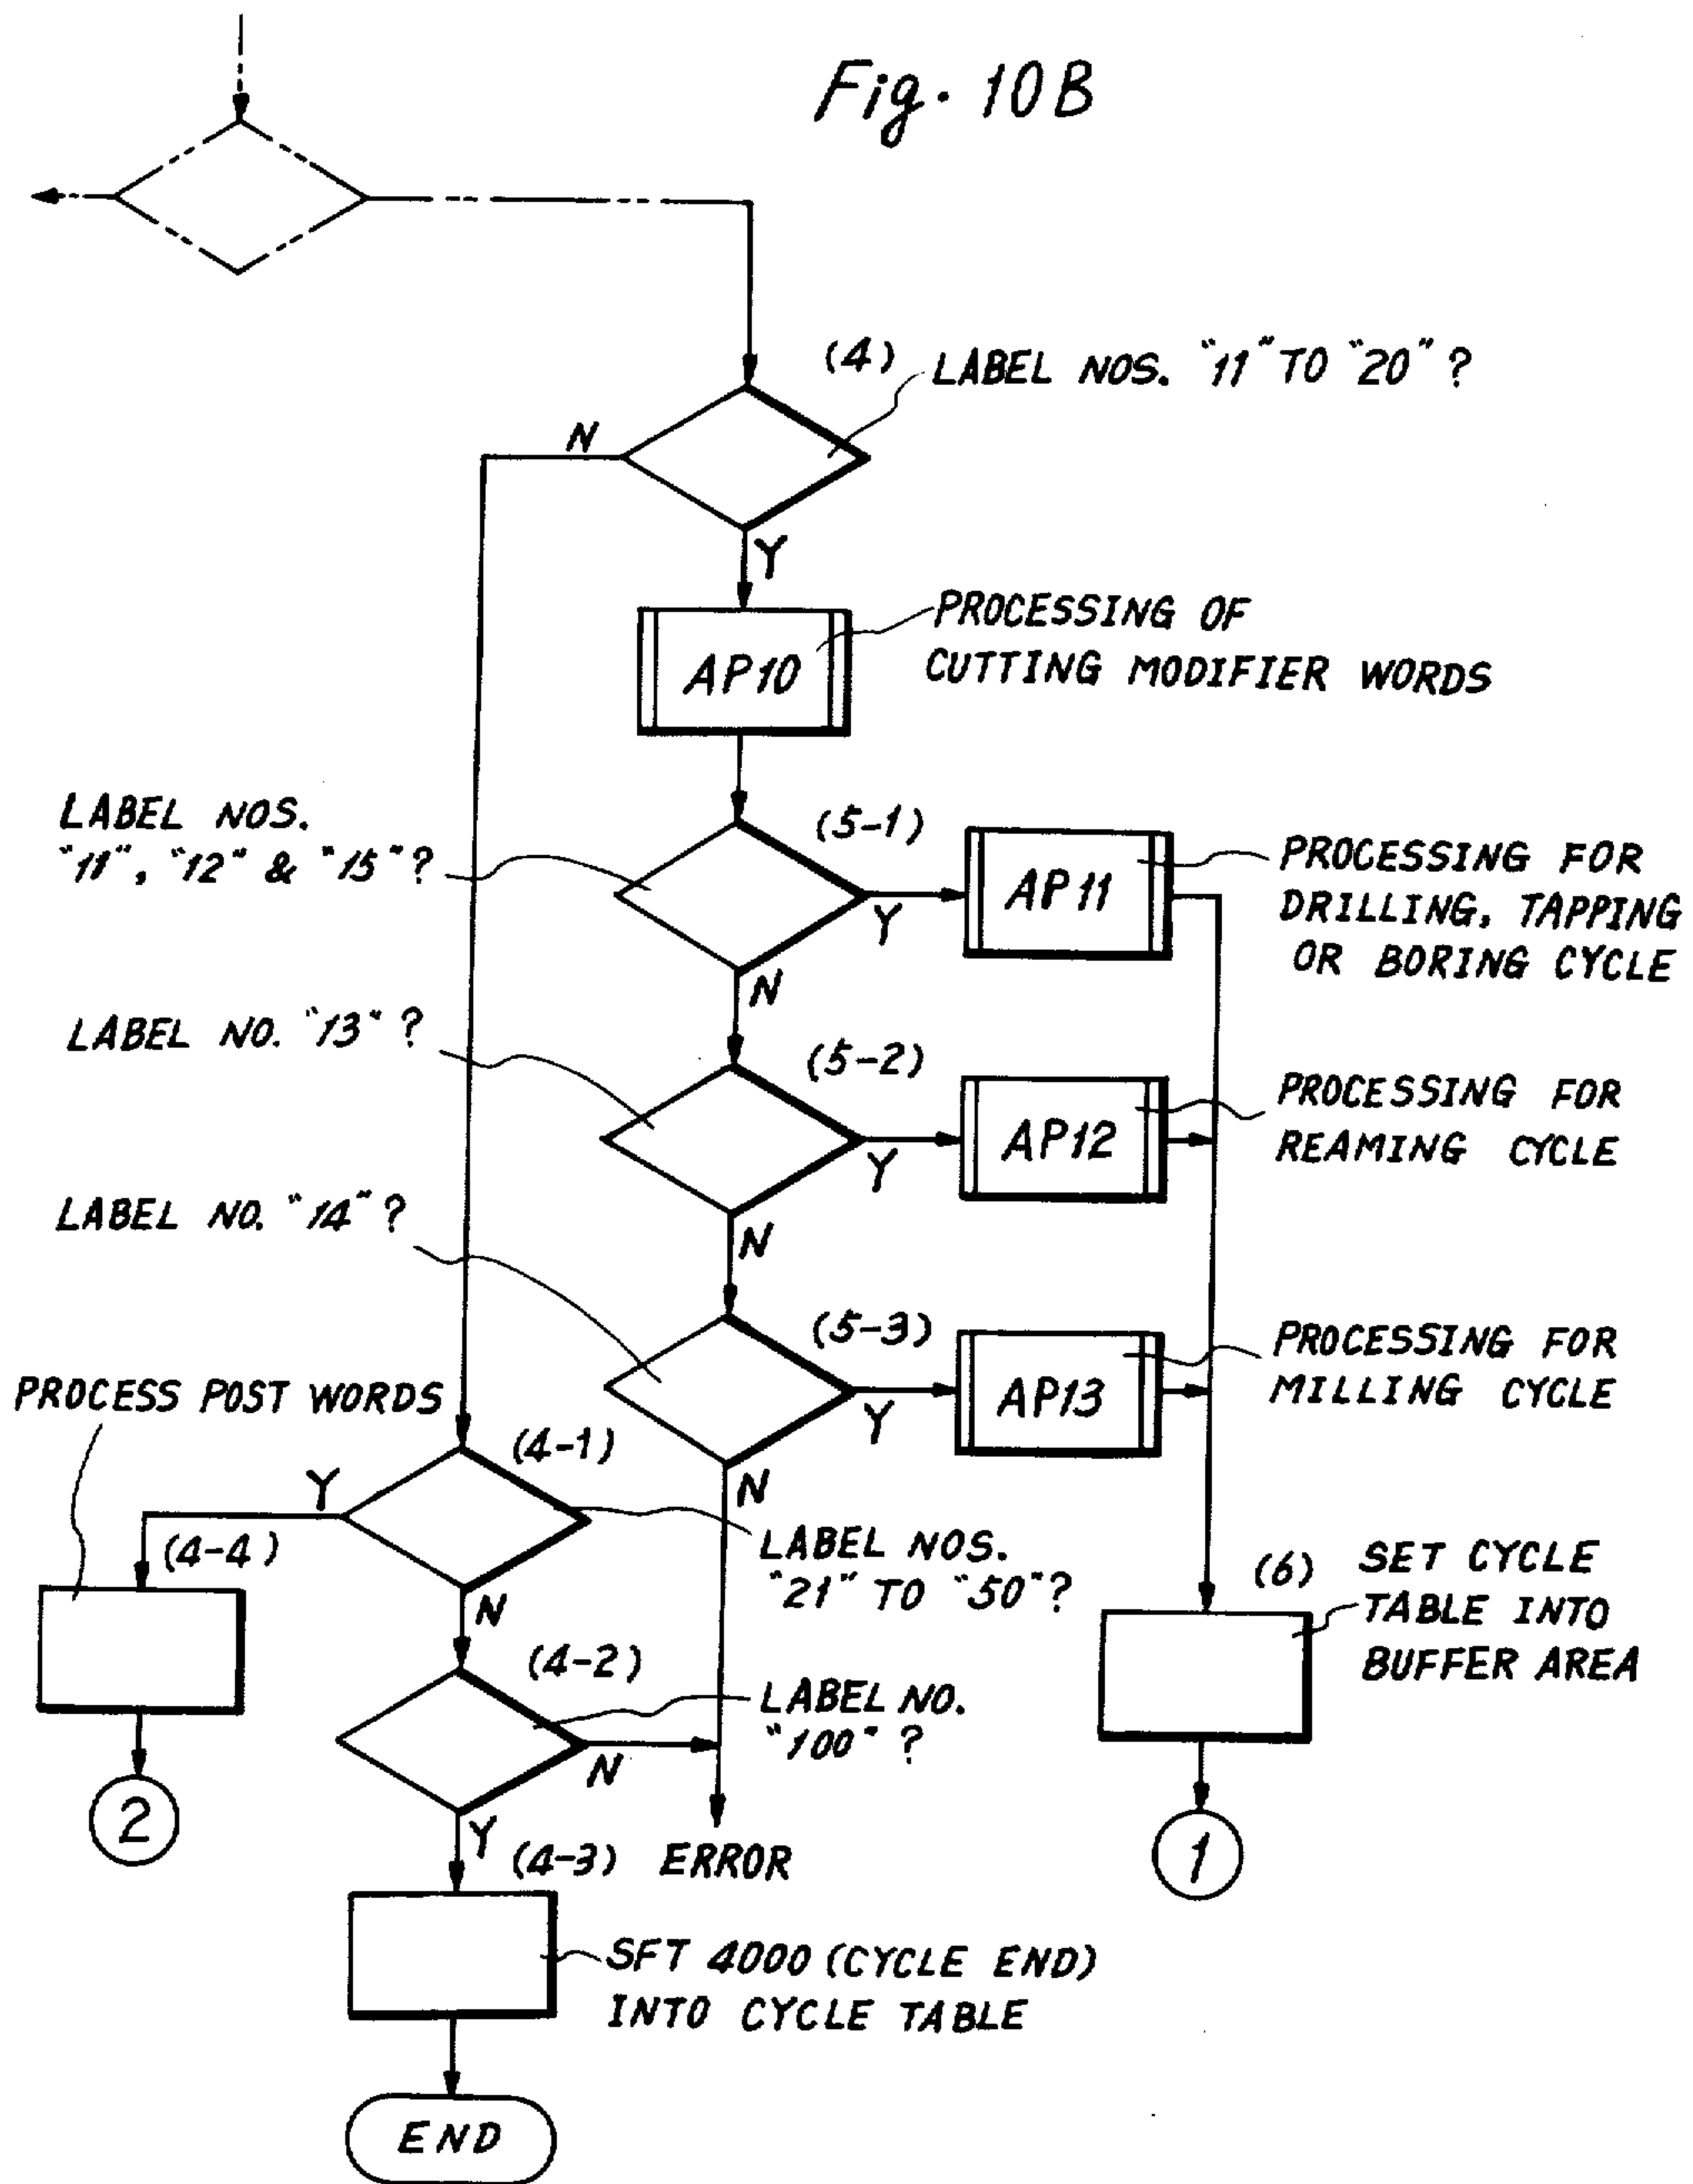 Fig. 10B
(4) LABEL NOS. "11" TO "20" ?
N
Y
AP10
PROCESSING OF
CUTTING MODIFIER WORDS
LABEL NOS.
"11", "12" & "15" ?
(5-1)
Y
N
AP11
PROCESSING FOR
DRILLING, TAPPING
OR BORING CYCLE
LABEL NO. "13" ?
(5-2)
Y
N
AP12
PROCESSING FOR
REAMING CYCLE
LABEL NO. "14" ?
(5-3)
Y
N
AP13
PROCESSING FOR
MILLING CYCLE
PROCESS POST WORDS
(4-1)
Y
N
(4-4)
LABEL NOS.
"21" TO "50" ?
(6) SET CYCLE
TABLE INTO
BUFFER AREA
(4-2)
LABEL NO.
"100" ?
N
Y
2
1
(4-3) ERROR
SFT 4000 (CYCLE END)
INTO CYCLE TABLE
END